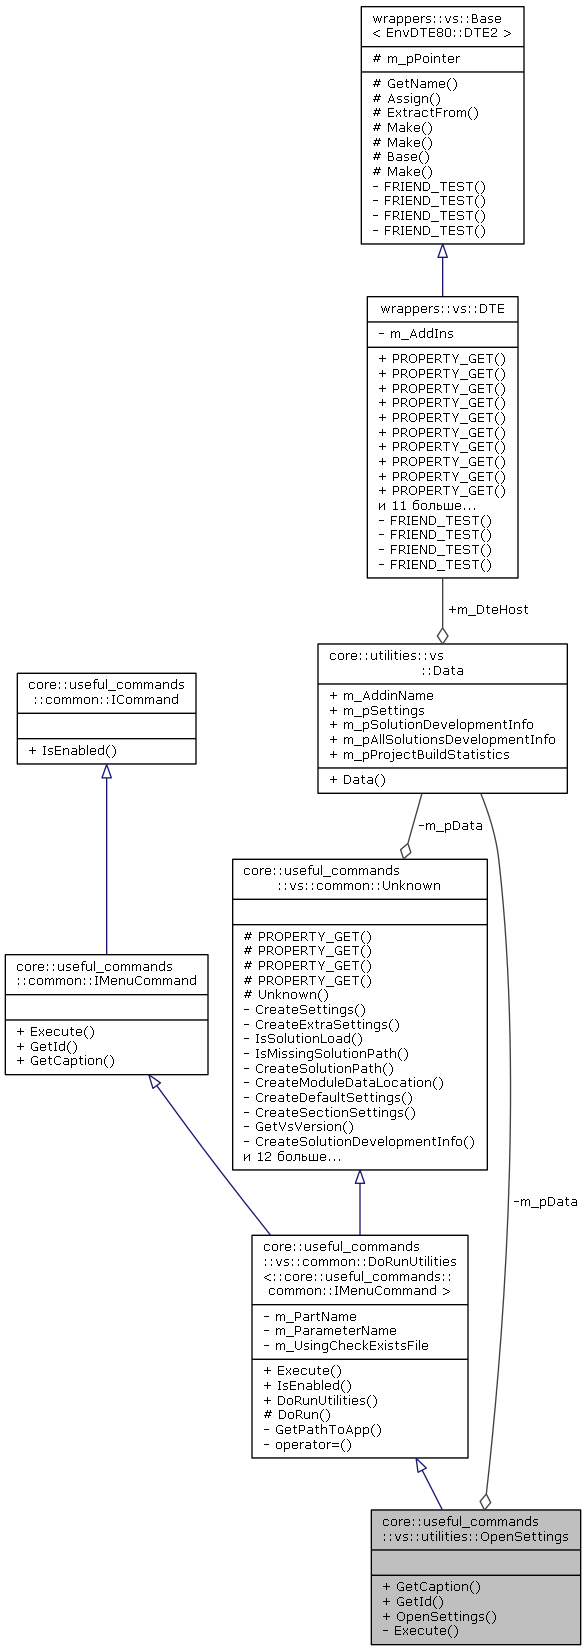 wrappers::vs::Base
< EnvDTE80::DTE2 >
# m_pPointer
# GetName()
# Assign()
# ExtractFrom()
# Make()
# Make()
# Base()
# Make()
- FRIEND_TEST()
- FRIEND_TEST()
- FRIEND_TEST()
- FRIEND_TEST()
wrappers::vs::DTE
- m_AddIns
+ PROPERTY_GET()
+ PROPERTY_GET()
+ PROPERTY_GET()
+ PROPERTY_GET()
+ PROPERTY_GET()
+ PROPERTY_GET()
+ PROPERTY_GET()
+ PROPERTY_GET()
+ PROPERTY_GET()
+ PROPERTY_GET()
и 11 больше...
- FRIEND_TEST()
- FRIEND_TEST()
- FRIEND_TEST()
- FRIEND_TEST()
+m_DteHost
core::utilities::vs
::Data
+ m_AddinName
+ m_pSettings
+ m_pSolutionDevelopmentInfo
+ m_pAllSolutionsDevelopmentInfo
+ m_pProjectBuildStatistics
+ Data()
core::useful_commands
::common::ICommand
+ IsEnabled()
-m_pData
core::useful_commands
::vs::common::Unknown
# PROPERTY_GET()
# PROPERTY_GET()
# PROPERTY_GET()
# PROPERTY_GET()
# Unknown()
- CreateSettings()
- CreateExtraSettings()
- IsSolutionLoad()
- IsMissingSolutionPath()
- CreateSolutionPath()
- CreateModuleDataLocation()
- CreateDefaultSettings()
- CreateSectionSettings()
- GetVsVersion()
- CreateSolutionDevelopmentInfo()
и 12 больше...
core::useful_commands
::common::IMenuCommand
+ Execute()
+ GetId()
+ GetCaption()
-m_pData
core::useful_commands
::vs::common::DoRunUtilities
<::core::useful_commands::
common::IMenuCommand >
- m_PartName
- m_ParameterName
- m_UsingCheckExistsFile
+ Execute()
+ IsEnabled()
+ DoRunUtilities()
# DoRun()
- GetPathToApp()
- operator=()
core::useful_commands
::vs::utilities::OpenSettings
+ GetCaption()
+ GetId()
+ OpenSettings()
- Execute()